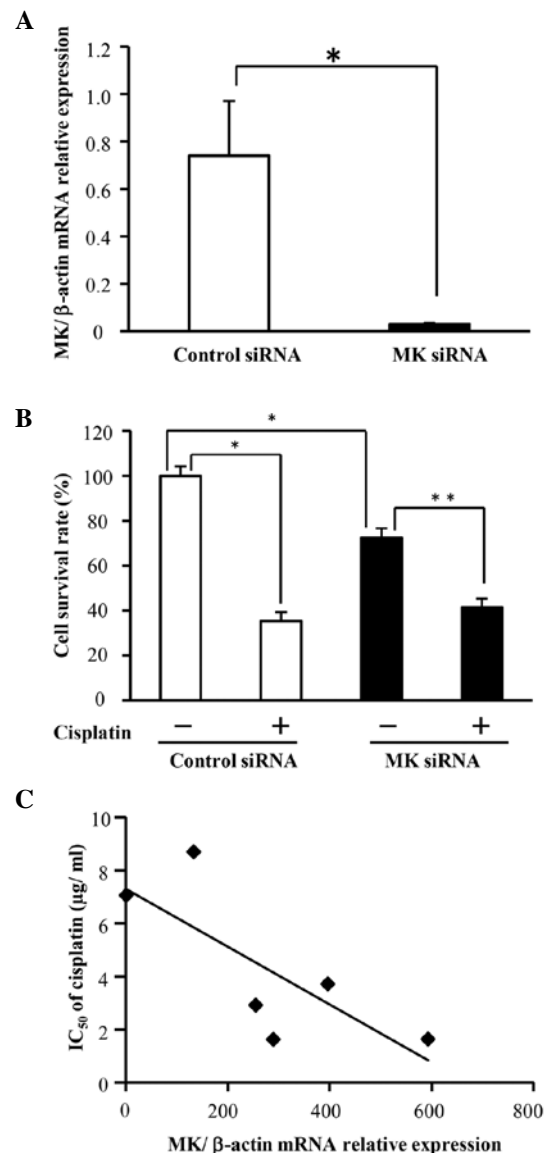 A
MK/ β-actin mRNA relative expression
1.2
1.0
0.8
0.6
0.4
0.2
0
*
Control siRNA
MK siRNA
B
Cell survival rate (%)
120
100
80
60
40
20
0
*
*
* *
Cisplatin
−
+
−
+
Control siRNA
MK siRNA
C
IC50 of cisplatin (μg/ ml)
10
8
6
4
2
0
0
200
400
600
800
MK/ β-actin mRNA relative expression